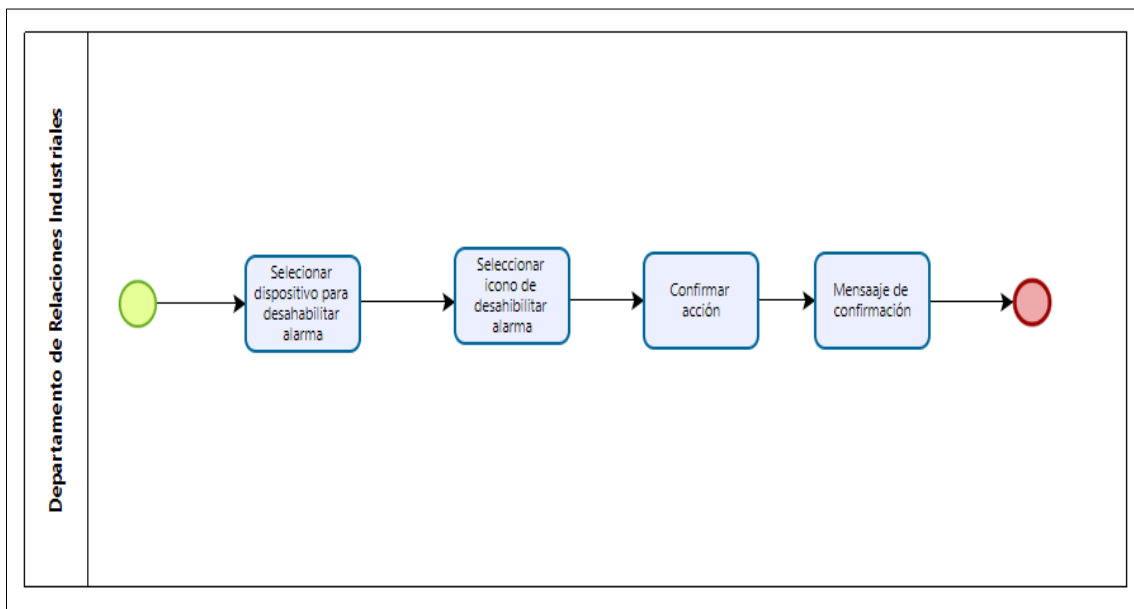 Departamento de Relaciones Industriales
Selecionar
dispositivo para
desahabilitar
alarma
Seleccionar
icono de
desahibilitar
alarma
Confirmar
acción
Mensaaje de
confirmación